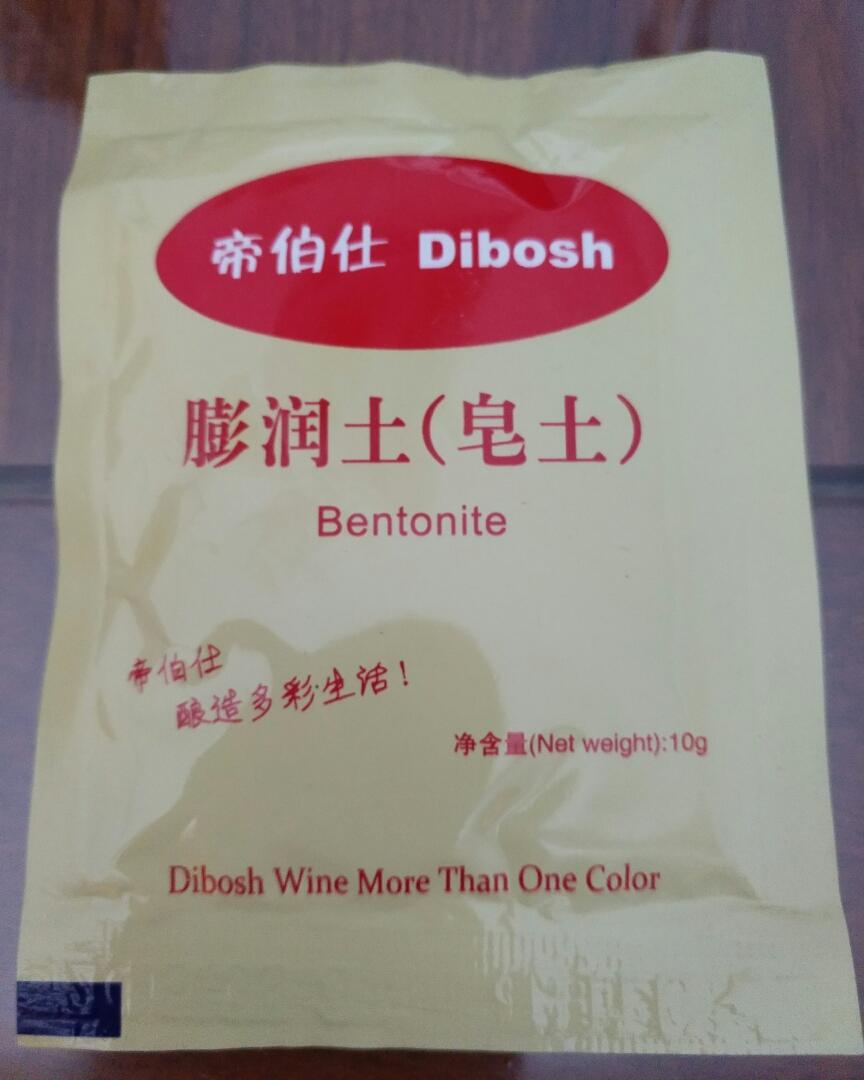 帝伯仕 Dibosh
膨润土(皂土)
Bentonite
帝伯仕
酿造多彩生活!
净含量(Net weight):10g
Dibosh Wine More Than One Color